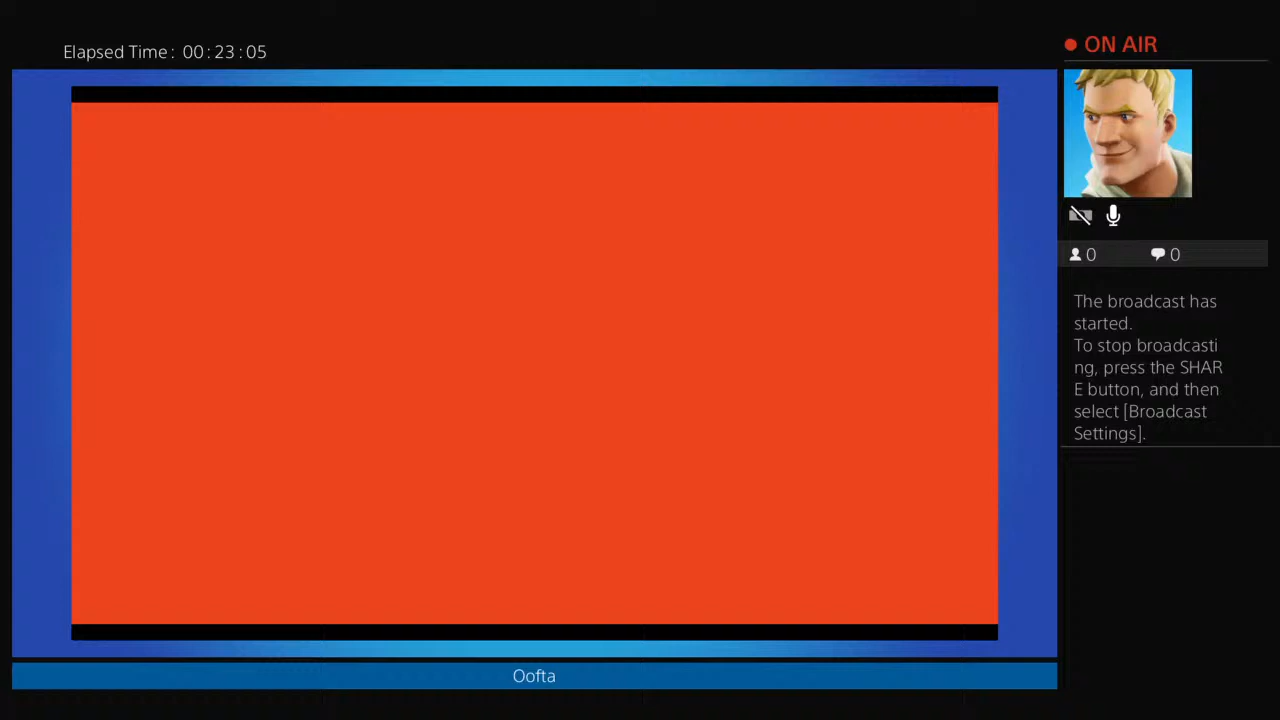 Elapsed Time: 00:23:05
ON AIR
0 0
The broadcast has
started.
To stop broadcasti
ng, press the SHAR
E button, and then
select [Broadcast
Settings].
Oofta